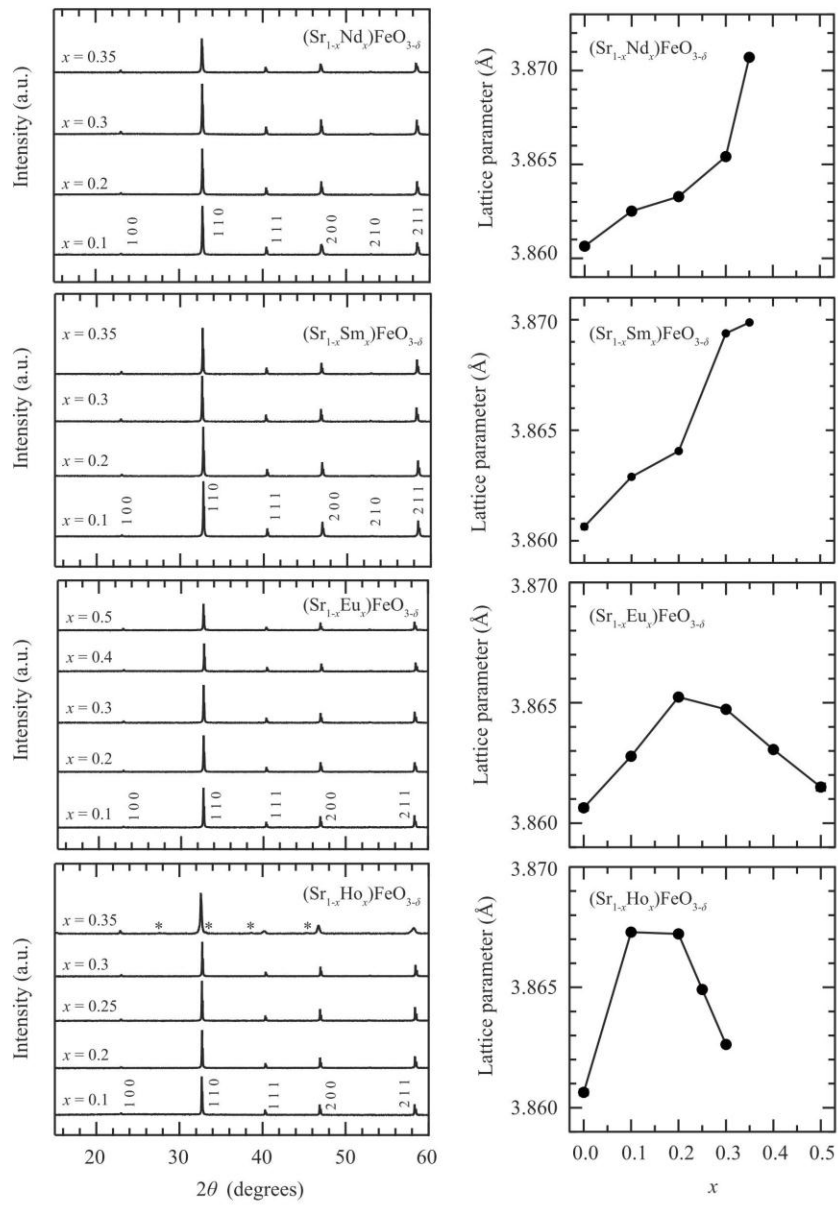 (Sr1-xNdx)FeO3-δ
x = 0.35
x = 0.3
x = 0.2
x = 0.1
1 0 0
1 1 0
1 1 1
2 0 0
2 1 0
2 1 1
Intensity (a.u.)
(Sr1-xNdx)FeO3-δ
3.870
3.865
3.860
Lattice parameter (Å)
(Sr1-xSmx)FeO3-δ
x = 0.35
x = 0.3
x = 0.2
x = 0.1
1 0 0
1 1 0
1 1 1
2 0 0
2 1 0
2 1 1
Intensity (a.u.)
(Sr1-xSmx)FeO3-δ
3.870
3.865
3.860
Lattice parameter (Å)
(Sr1-xEux)FeO3-δ
x = 0.5
x = 0.4
x = 0.3
x = 0.2
x = 0.1
1 0 0
1 1 0
1 1 1
2 0 0
2 1 1
Intensity (a.u.)
(Sr1-xEux)FeO3-δ
3.870
3.865
3.860
Lattice parameter (Å)
(Sr1-xHox)FeO3-δ
x = 0.35
* * * *
x = 0.3
x = 0.25
x = 0.2
x = 0.1
1 0 0
1 1 0
1 1 1
2 0 0
2 1 1
Intensity (a.u.)
20 30 40 50 60
2θ (degrees)
(Sr1-xHox)FeO3-δ
3.870
3.865
3.860
Lattice parameter (Å)
0.0 0.1 0.2 0.3 0.4 0.5
x